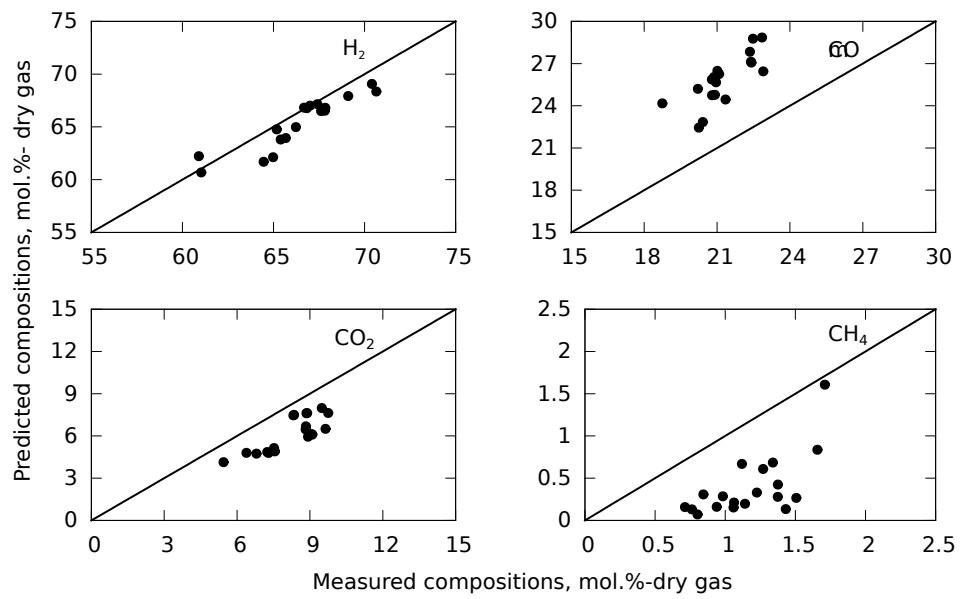 Predicted compositions, mol.%- dry gas
75
70
65
60
55
55 60 65 70 75
H2
30
27
24
21
18
15
15 18 21 24 27 30
CO
15
12
9
6
3
0
0 3 6 9 12 15
CO2
2.5
2
1.5
1
0.5
0
0 0.5 1 1.5 2 2.5
CH4
Measured compositions, mol.%-dry gas